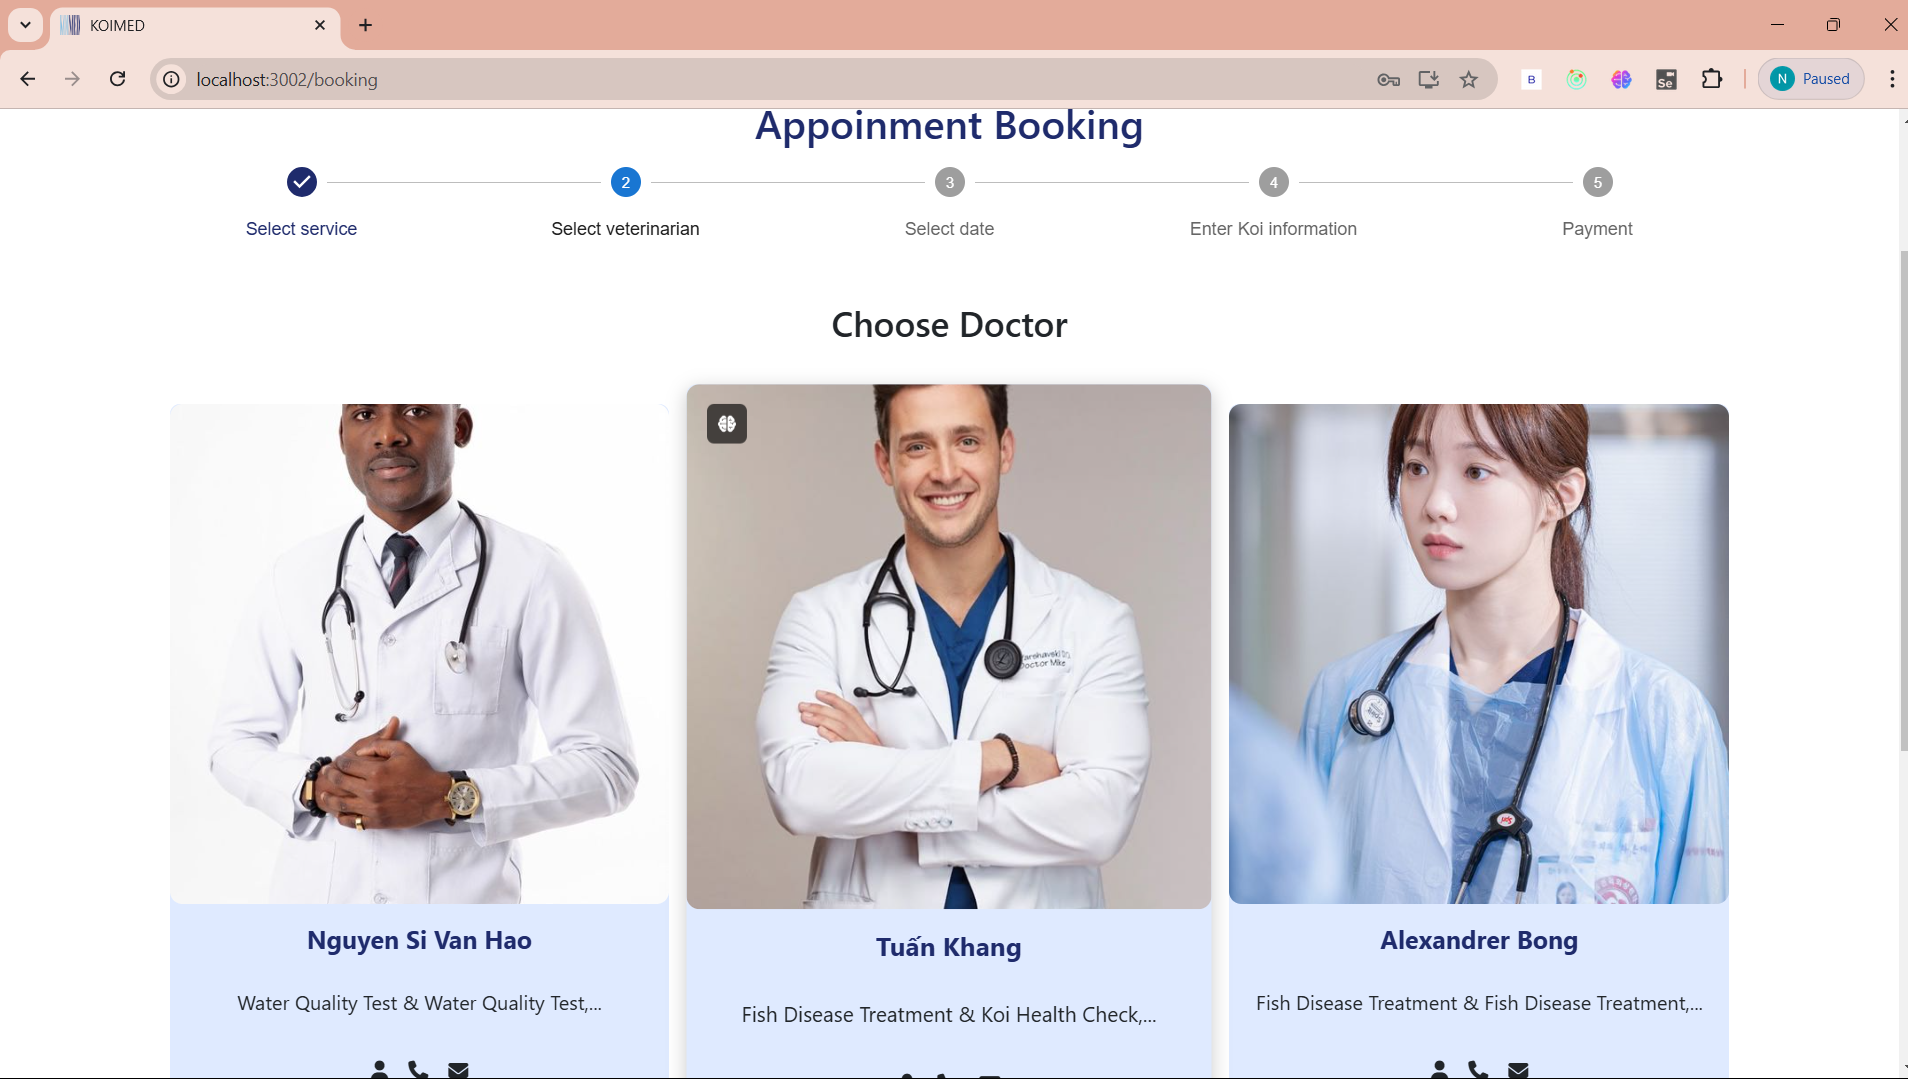 KOIMED
localhost:3002/booking
B
Se
N
Paused
Appoinment Booking
2
3
4
5
Select service
Select veterinarian
Select date
Enter Koi information
Payment
Choose Doctor
Doctor Mike
Nguyen Si Van Hao
Tuấn Khang
Alexandrer Bong
Water Quality Test & Water Quality Test,...
Fish Disease Treatment & Koi Health Check,...
Fish Disease Treatment & Fish Disease Treatment,...